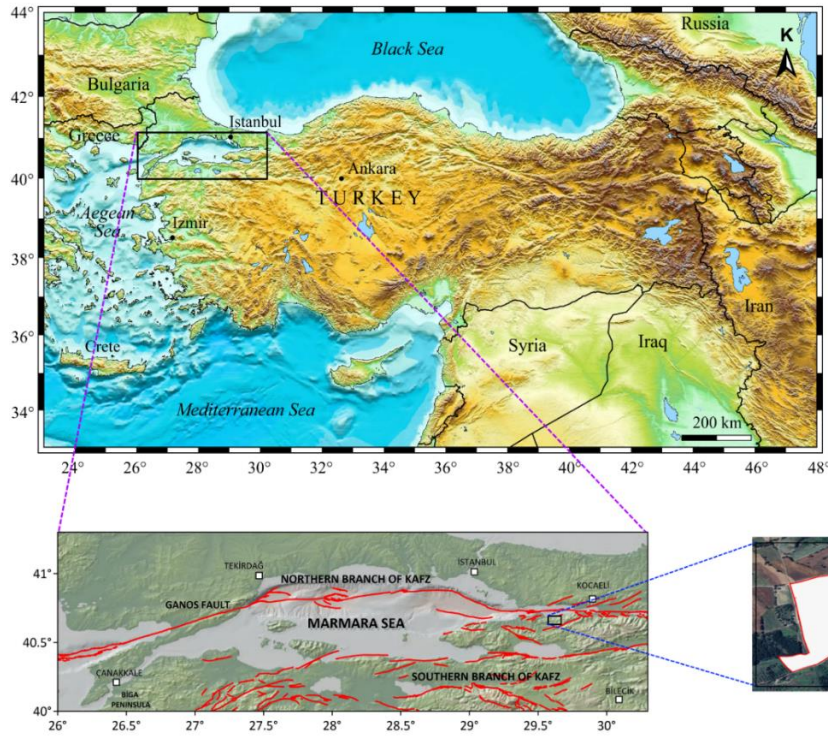 44°
42°
40°
38°
36°
34°
Black Sea
Russia
K
Bulgaria
Greece
Istanbul
Ankara
TURKEY
Aegean
Sea
Izmir
Iran
Crete
Syria
Iraq
Mediterranean Sea
200 km
24° 26° 28° 30° 32° 34° 36° 38° 40° 42° 44° 46° 48°
41°
40.5°
40°
TEKİRDAĞ
İSTANBUL
NORTHERN BRANCH OF KAFZ
KOCAELİ
GANOS FAULT
MARMARA SEA
ÇANAKKALE
SOUTHERN BRANCH OF KAFZ
BİGA
PENINSULA
BİLECİK
26° 26.5° 27° 27.5° 28° 28.5° 29° 29.5° 30°